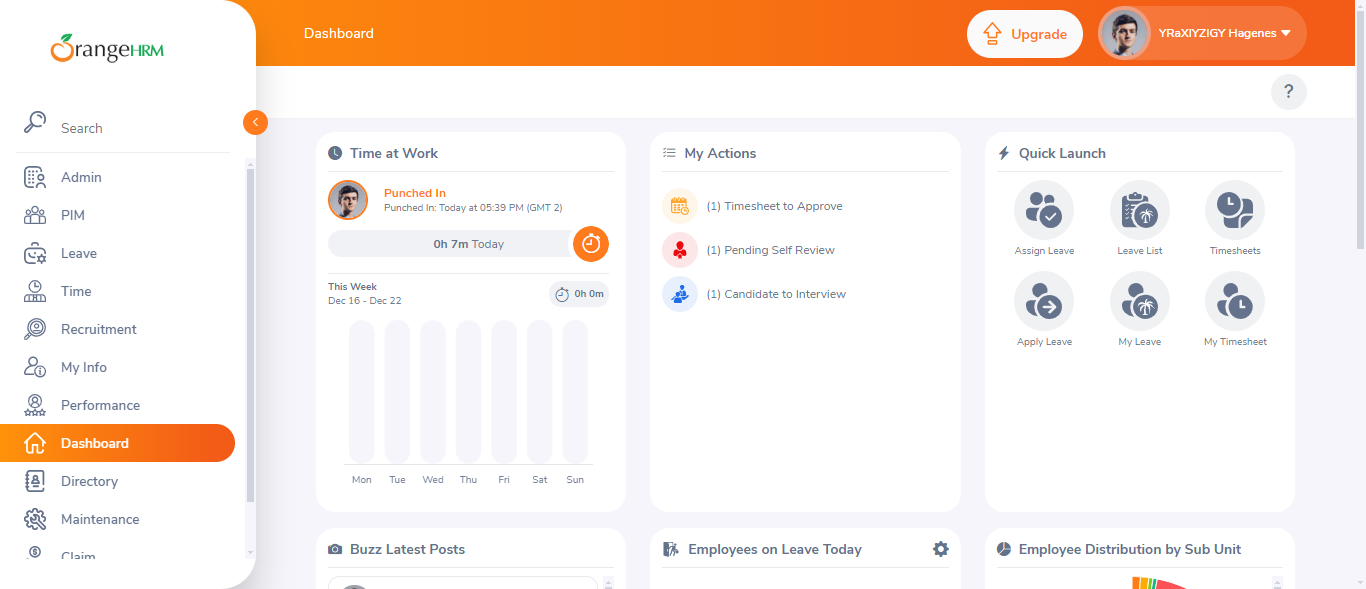 OrangeHRM
Search
Admin
PIM
Leave
Time
Recruitment
My Info
Performance
Dashboard
Directory
Maintenance
Claim
Dashboard
Upgrade
YRaXIYZIGY Hagenes
?
Time at Work
Punched In
Punched In: Today at 05:39 PM (GMT 2)
0h 7m Today
This Week
Dec 16 - Dec 22
0h 0m
Mon Tue Wed Thu Fri Sat Sun
My Actions
(1) Timesheet to Approve
(1) Pending Self Review
(1) Candidate to Interview
Quick Launch
Assign Leave Leave List Timesheets
Apply Leave My Leave My Timesheet
Buzz Latest Posts
Employees on Leave Today
Employee Distribution by Sub Unit